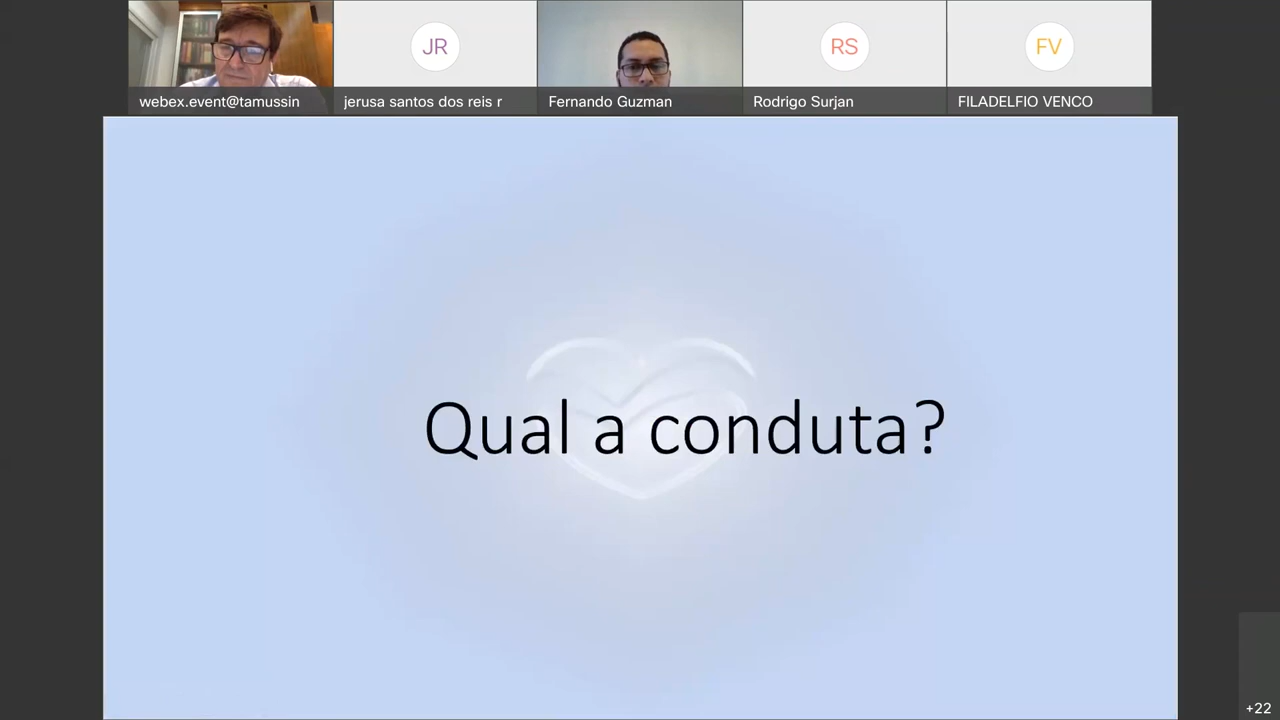 JR
RS
FV
webex.event@tamussin
jerusa santos dos reis r
Fernando Guzman
Rodrigo Surjan
FILADELFIO VENCO
Qual a conduta?
+22